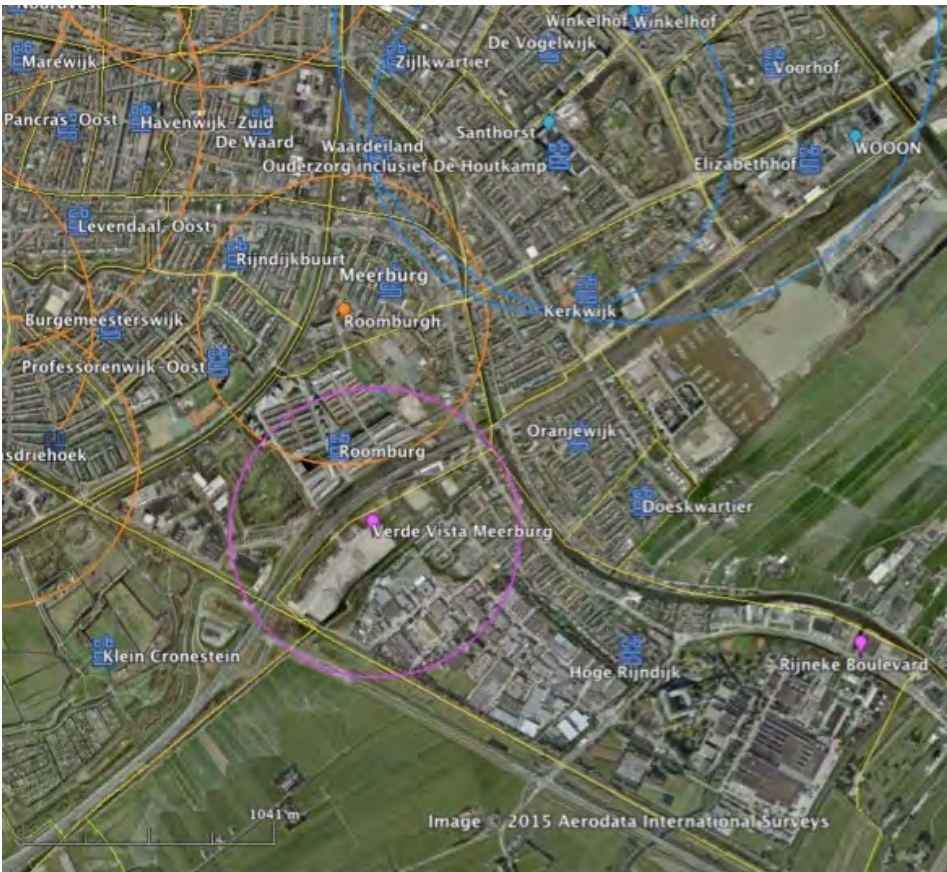 Marewijk
Zijlkwartier
De Vogelwijk
Winkelhof
Winkelhof
Voorhof
Pancras-Oost
Havenwijk-Zuid
De Waard
Waardeiland
Santhorst
Ouderzorg inclusief De Houtkamp
Elizabethhof
WOOON
Levendaal-Oost
Rijndijkbuurt
Meerburg
Roomburgh
Kerkwijk
Burgemeesterswijk
Professorenwijk-Oost
Roomburg
Oranjewijk
sdriehoek
Doeskwartier
Verde Vista Meerburg
Klein Cronestein
Hoge Rijndijk
Rijneke Boulevard
1041 m
Image © 2015 Aerodata International Surveys